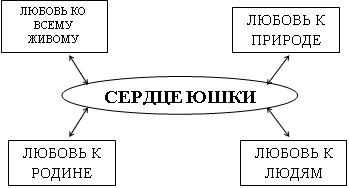 ЛЮБОВЬ КО
ВСЕМУ
ЖИВОМУ
ЛЮБОВЬ К
ПРИРОДЕ
СЕРДЦЕ ЮШКИ
ЛЮБОВЬ К
РОДИНЕ
ЛЮБОВЬ К
ЛЮДЯМ